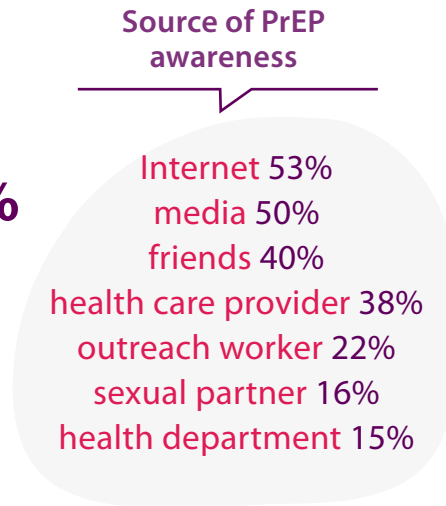 Source of PrEP
awareness
%
Internet 53%
media 50%
friends 40%
health care provider 38%
outreach worker 22%
sexual partner 16%
health department 15%